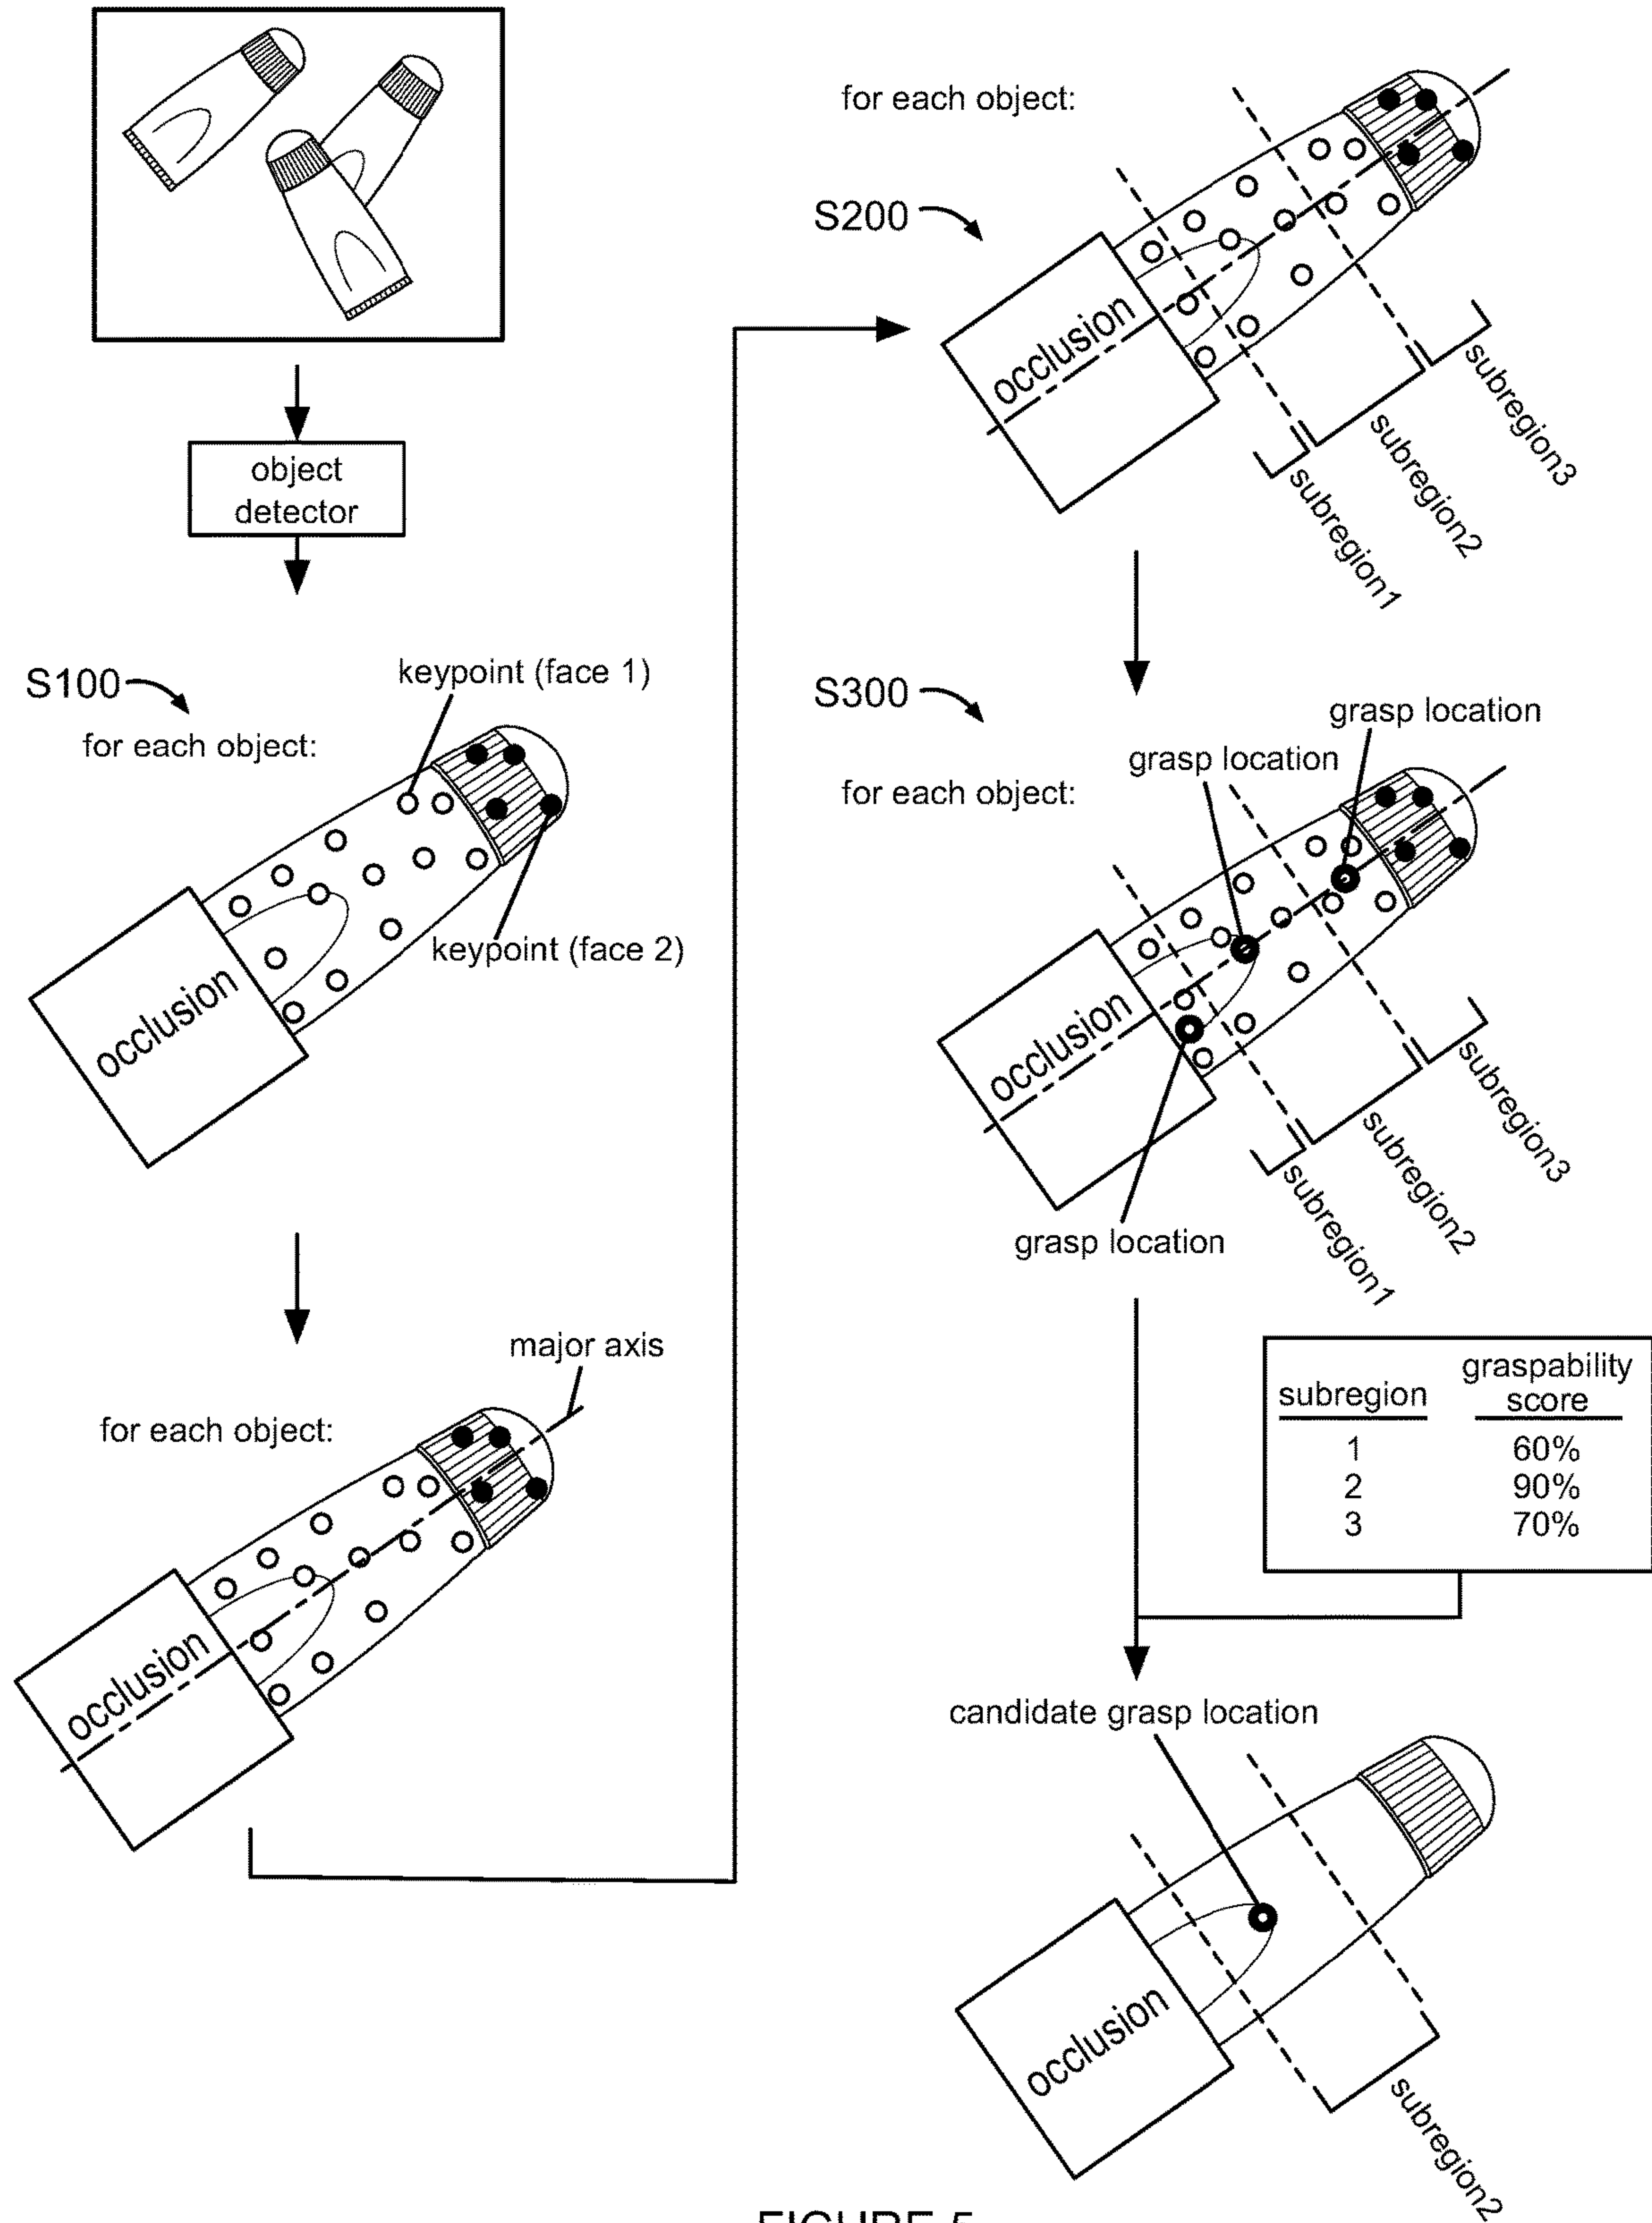 object
detector
S100
keypoint (face 1)
for each object:
keypoint (face 2)
occlusion
major axis
for each object:
occlusion
for each object:
S200
occlusion
subregion1
subregion2
subregion3
S300
grasp location
grasp location
for each object:
occlusion
grasp location
subregion1
subregion2
subregion3
subregion graspability score
1 60%
2 90%
3 70%
candidate grasp location
occlusion
subregion2
FIGURE 5